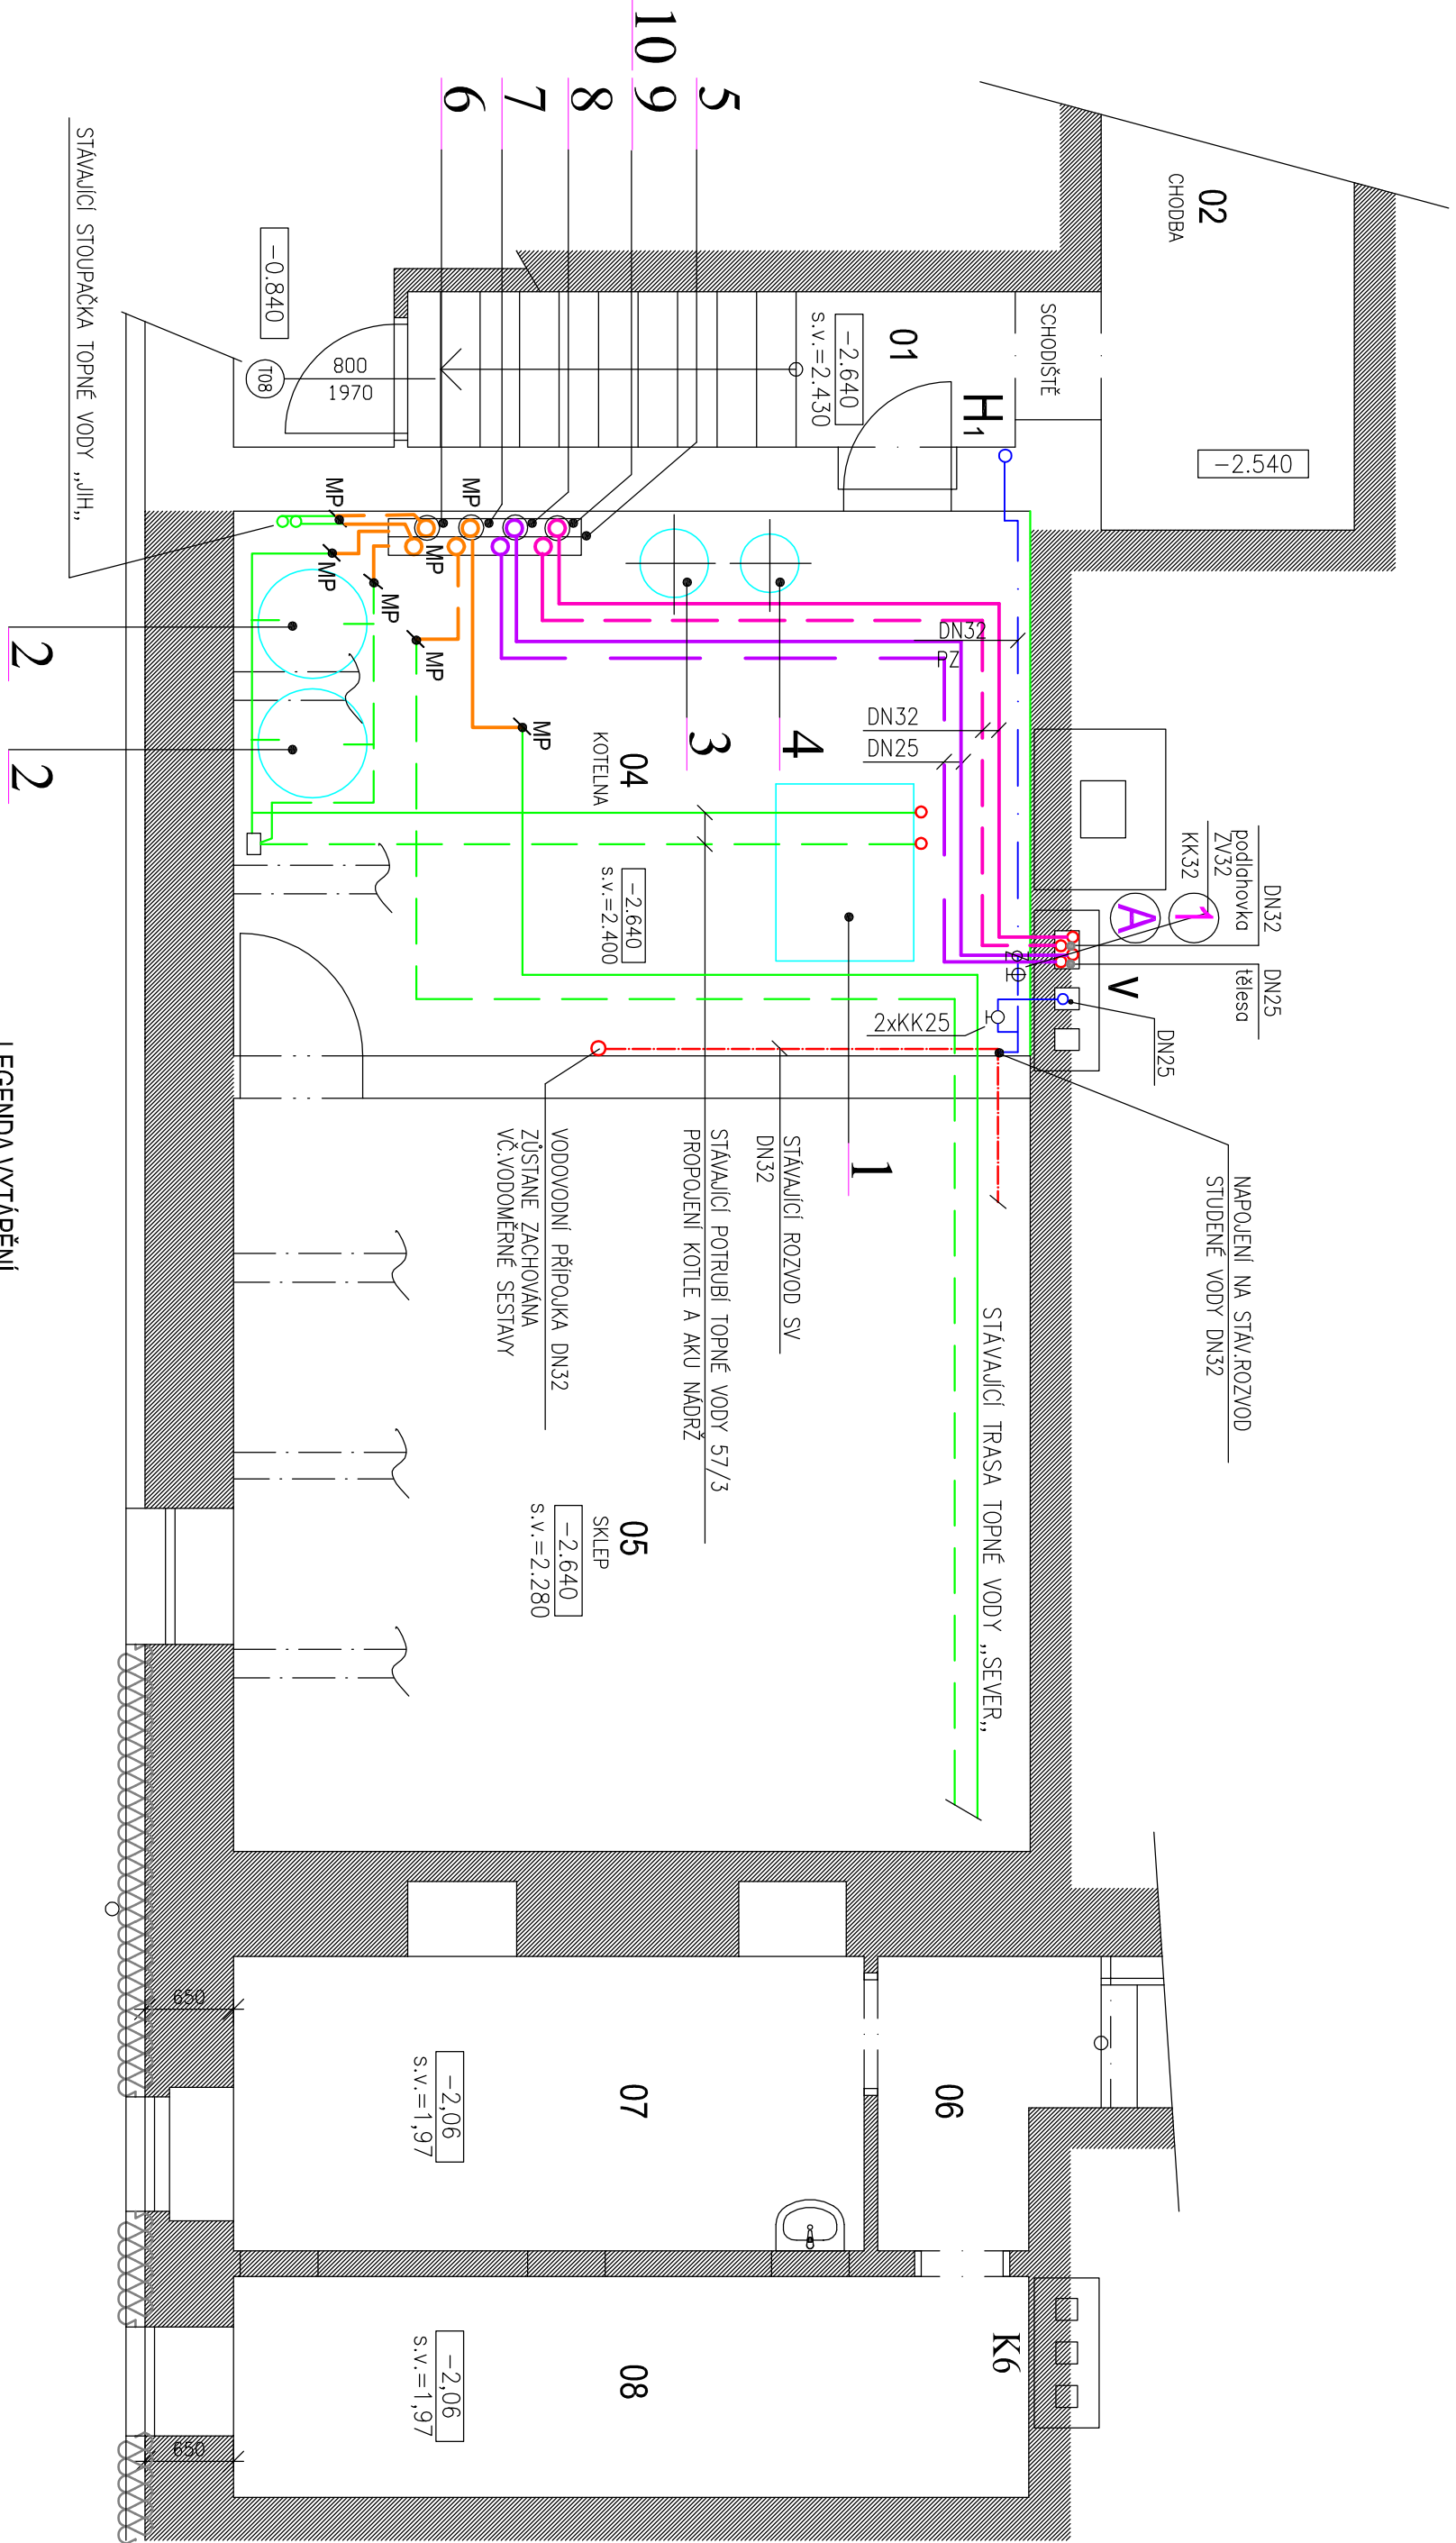 02
CHODBA
-2.540
SCHODIŠTĚ
01
-2.640
s.v.=2.430
H1
-0.840
T08
800
1970
10
9
5
8
7
6
STÁVAJÍCÍ STOUPAČKA TOPNÉ VODY ,,JIH,,
MP
MP
MP
MP
MP
MP
MP
2
2
3
4
DN32
PZ
DN32
DN25
04
KOTELNA
-2.640
s.v.=2.400
DN32
podlahovka
ZV32
KK32
1
A
DN25
tělesa
V
DN25
2xKK25
NAPOJENÍ NA STÁV.ROZVOD
STUDENÉ VODY DN32
1
STÁVAJÍCÍ ROZVOD SV
DN32
STÁVAJÍCÍ POTRUBÍ TOPNÉ VODY 57/3
PROPOJENÍ KOTLE A AKU NÁDRŽ
VODOVODNÍ PŘÍPOJKA DN32
ZŮSTANE ZACHOVÁNA
VČ.VODOMĚRNÉ SESTAVY
STÁVAJÍCÍ TRASA TOPNÉ VODY ,,SEVER,,
05
SKLEP
-2.640
s.v.=2.280
650
06
07
-2,06
s.v.=1,97
K6
08
-2,06
s.v.=1,97
650
LEGENDA VYTÁPĚNÍ